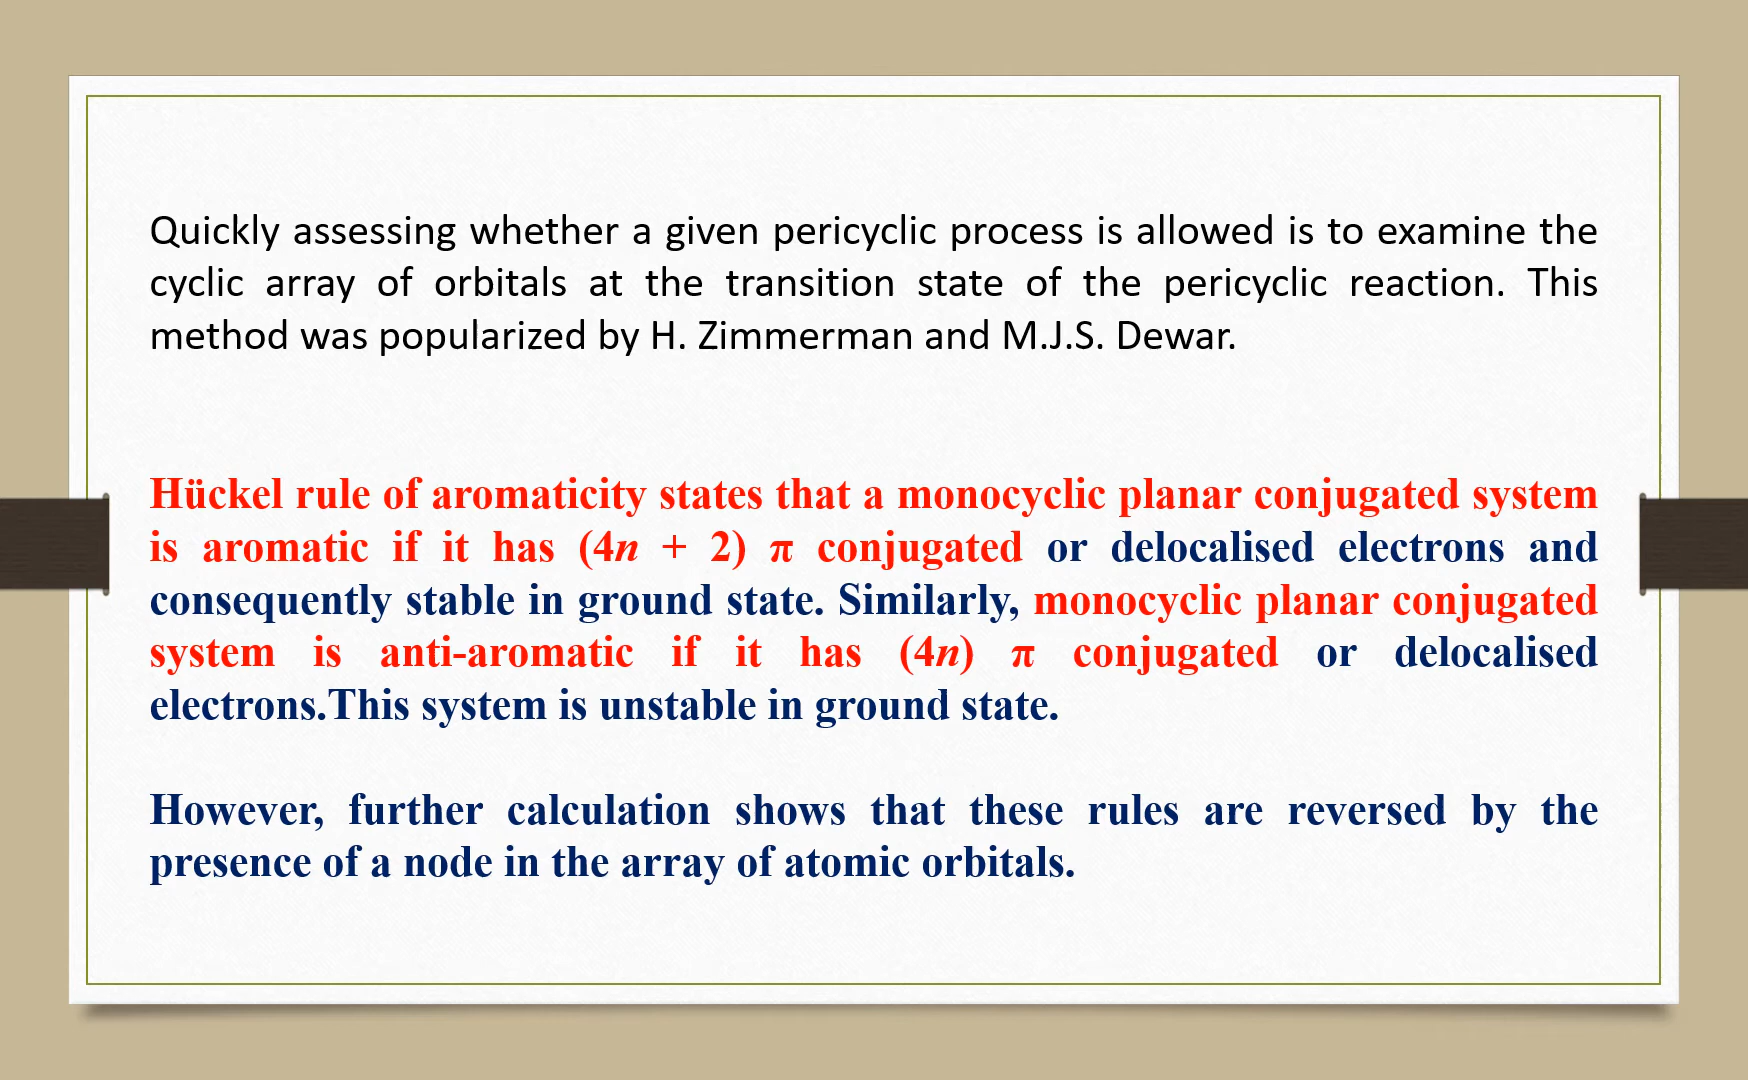 Quickly assessing whether a given pericyclic process is allowed is to examine the
cyclic array of orbitals at the transition state of the pericyclic reaction. This
method was popularized by H. Zimmerman and M.J.S. Dewar.
Hückel rule of aromaticity states that a monocyclic planar conjugated system
is aromatic if it has (4n + 2) π conjugated or delocalised electrons and
consequently stable in ground state. Similarly, monocyclic planar conjugated
system is anti-aromatic if it has (4n) π conjugated or delocalised
electrons.This system is unstable in ground state.
However, further calculation shows that these rules are reversed by the
presence of a node in the array of atomic orbitals.